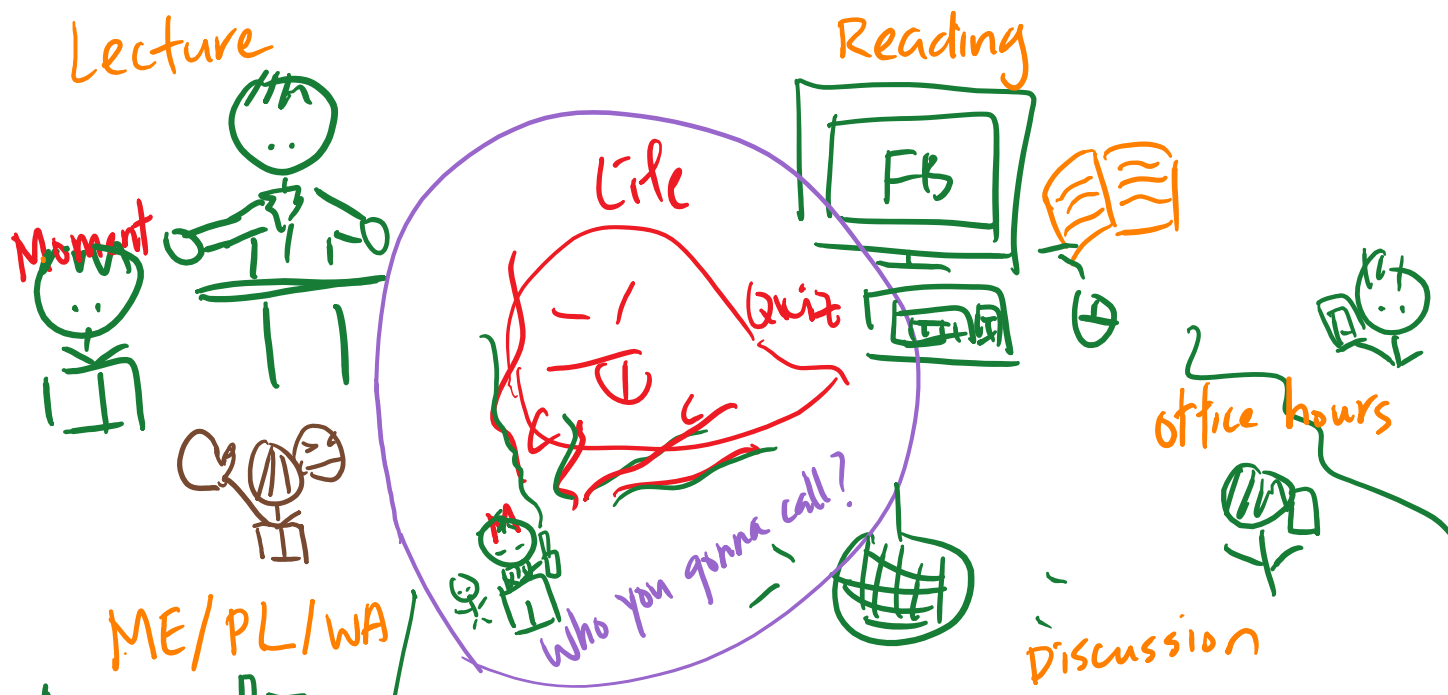 Lecture
Reading
FB
Life
Moment
Quiz
office hours
Who you gonna call?
ME/PL/WA
Discussion